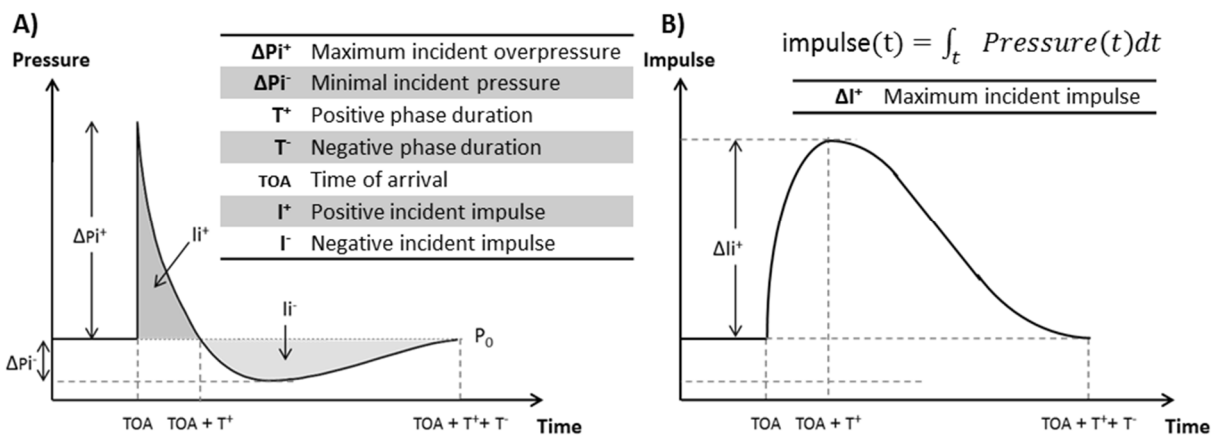 A)
Pressure
ΔPi⁺ Maximum incident overpressure
ΔPi⁻ Minimal incident pressure
T⁺ Positive phase duration
T⁻ Negative phase duration
TOA Time of arrival
I⁺ Positive incident impulse
I⁻ Negative incident impulse
ΔPi⁺
Ii⁺
Ii⁻
P₀
ΔPi⁻
TOA
TOA + T⁺
TOA + T⁺+ T⁻
Time
B)
impulse(t) = ∫ₜ Pressure(t)dt
Impulse
ΔI⁺ Maximum incident impulse
ΔIi⁺
TOA
TOA + T⁺
TOA + T⁺+ T⁻
Time